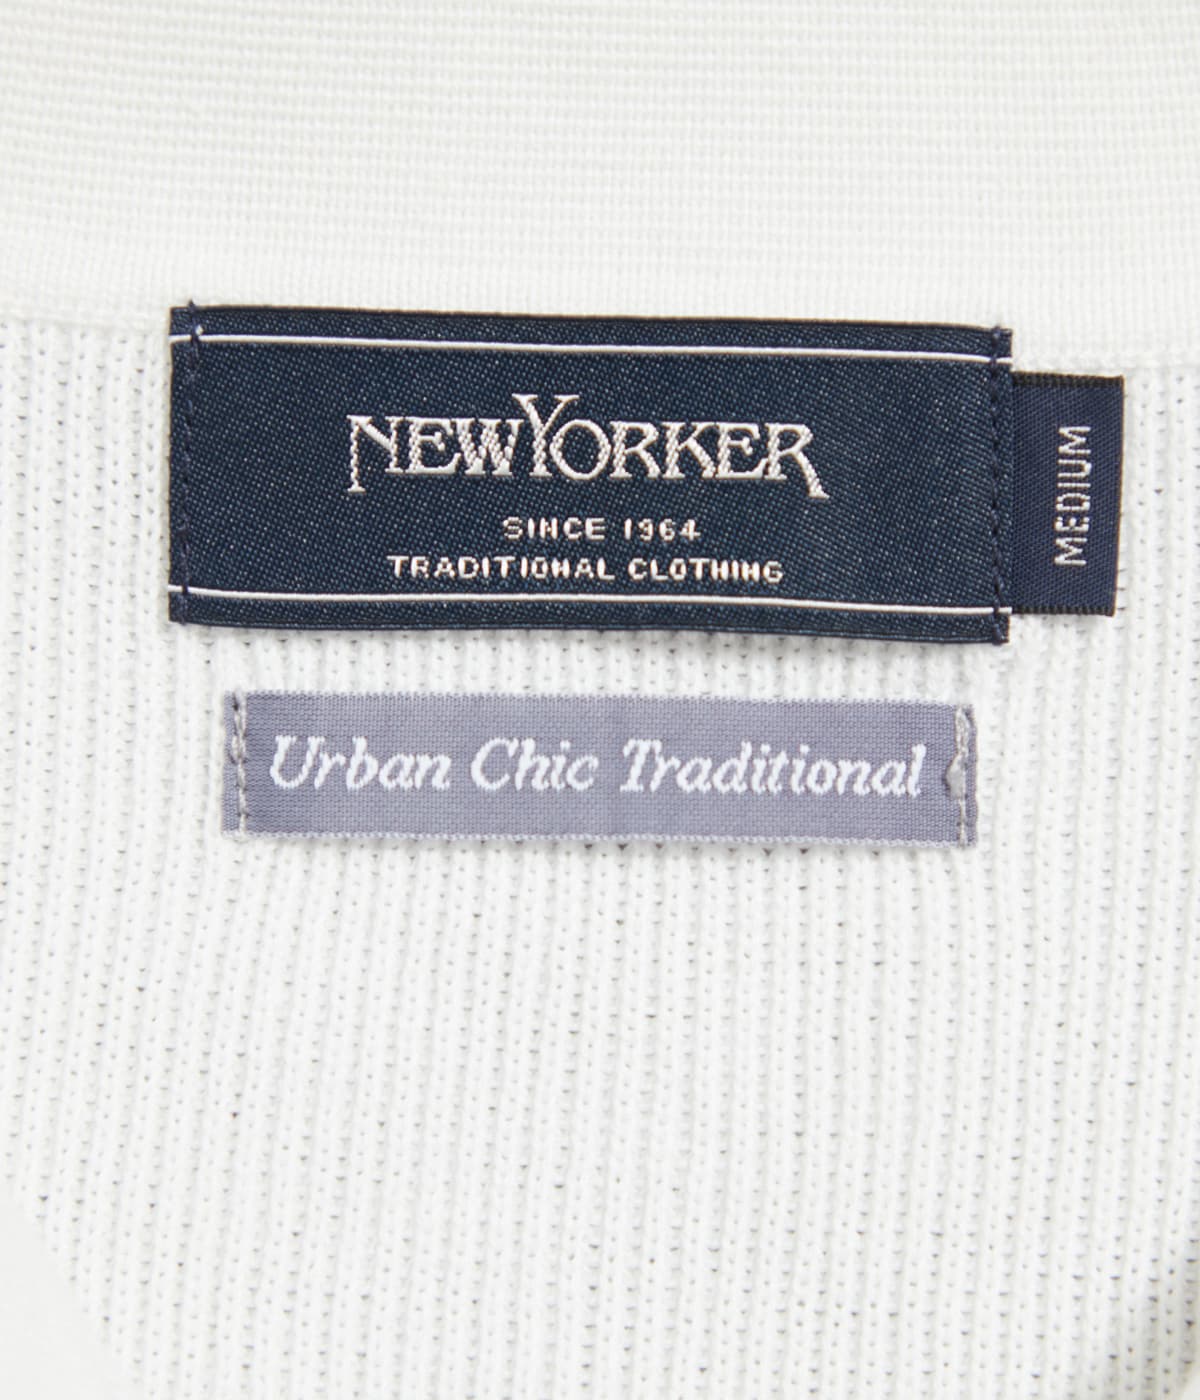 NEWYORKER
SINCE 1964
TRADITIONAL CLOTHING
MEDIUM
Urban Chic Traditional